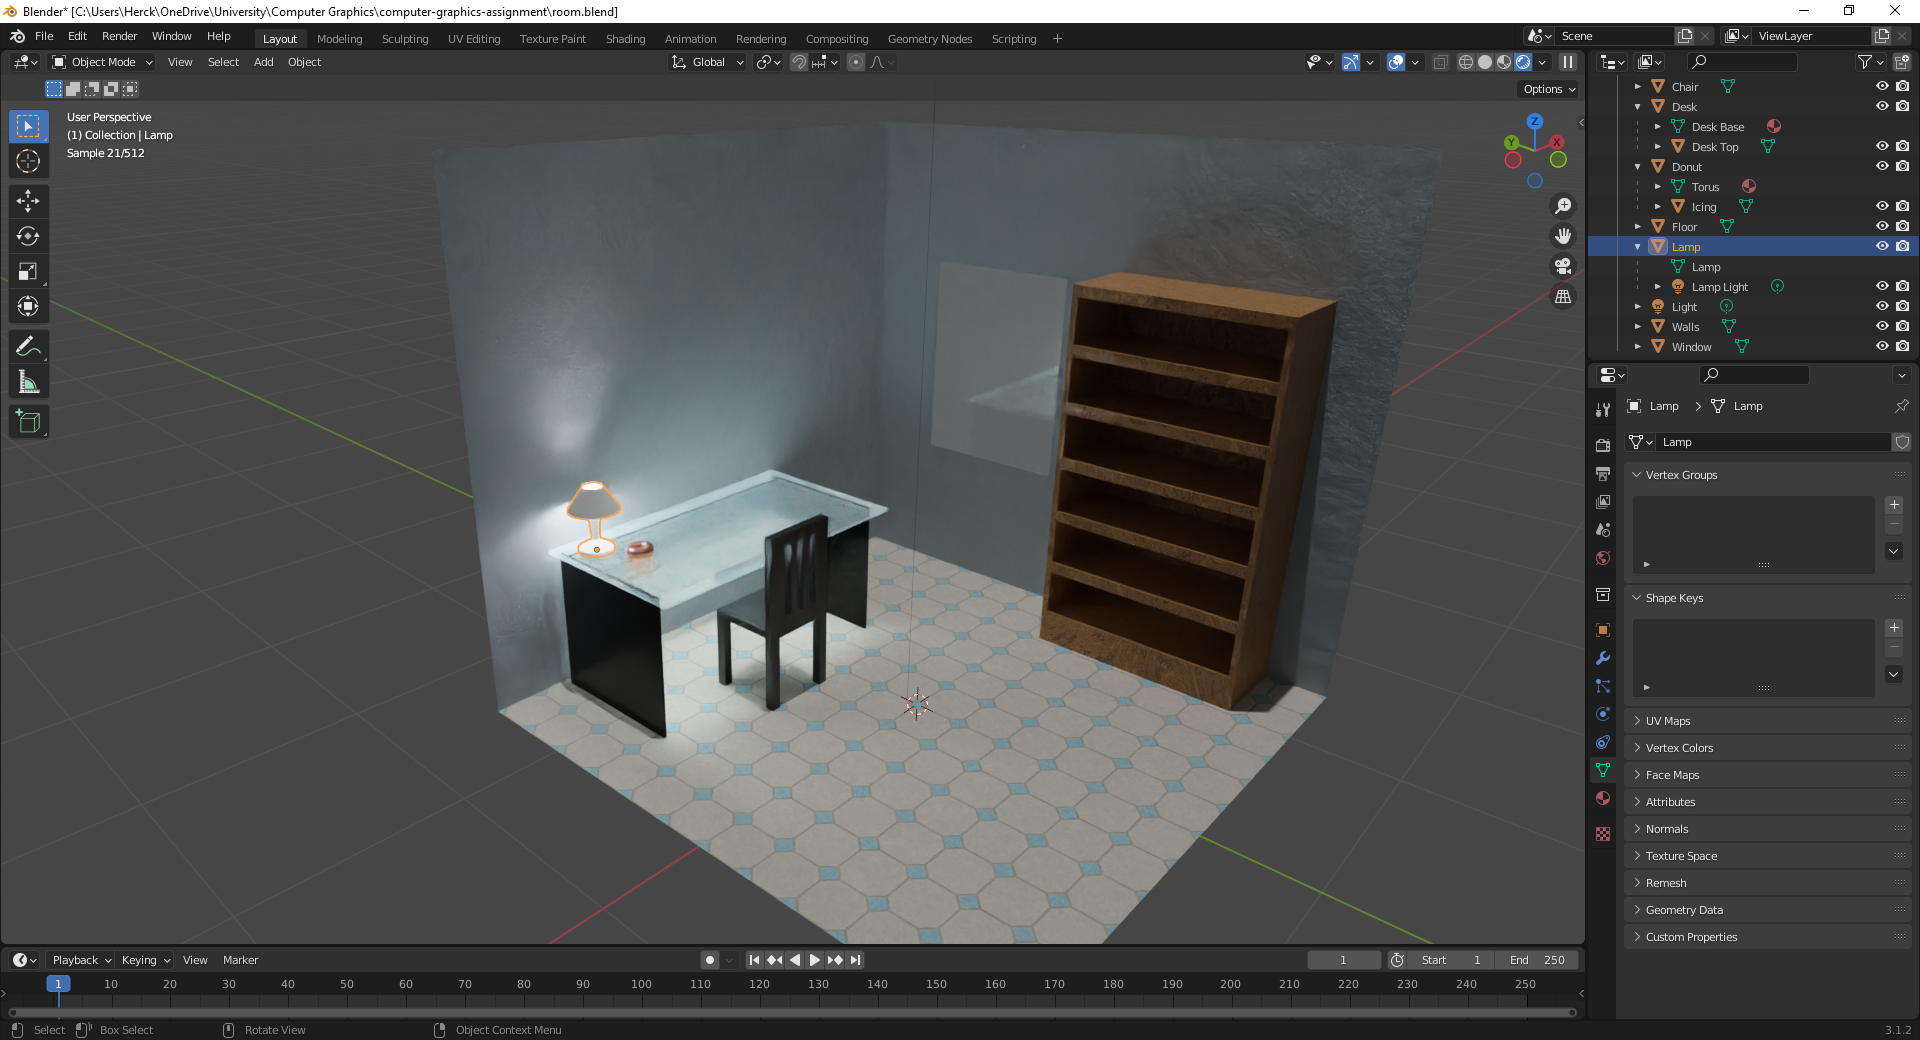 Blender* [C:\Users\Herck\OneDrive\University\Computer Graphics\computer-graphics-assignment\room.blend]
File Edit Render Window Help Layout Modeling Sculpting UV Editing Texture Paint Shading Animation Rendering Compositing Geometry Nodes Scripting + Scene ViewLayer
Object Mode View Select Add Object Global
Options
User Perspective
(1) Collection | Lamp
Sample 21/512
Z
Y X
Chair
Desk
Desk Base
Desk Top
Donut
Torus
Icing
Floor
Lamp
Lamp
Lamp Light
Light
Walls
Window
Lamp Lamp
Lamp
Vertex Groups
Shape Keys
UV Maps
Vertex Colors
Face Maps
Attributes
Normals
Texture Space
Remesh
Geometry Data
Custom Properties
Playback Keying View Marker 1 Start 1 End 250
1 10 20 30 40 50 60 70 80 90 100 110 120 130 140 150 160 170 180 190 200 210 220 230 240 250
Select Box Select Rotate View Object Context Menu 3.1.2